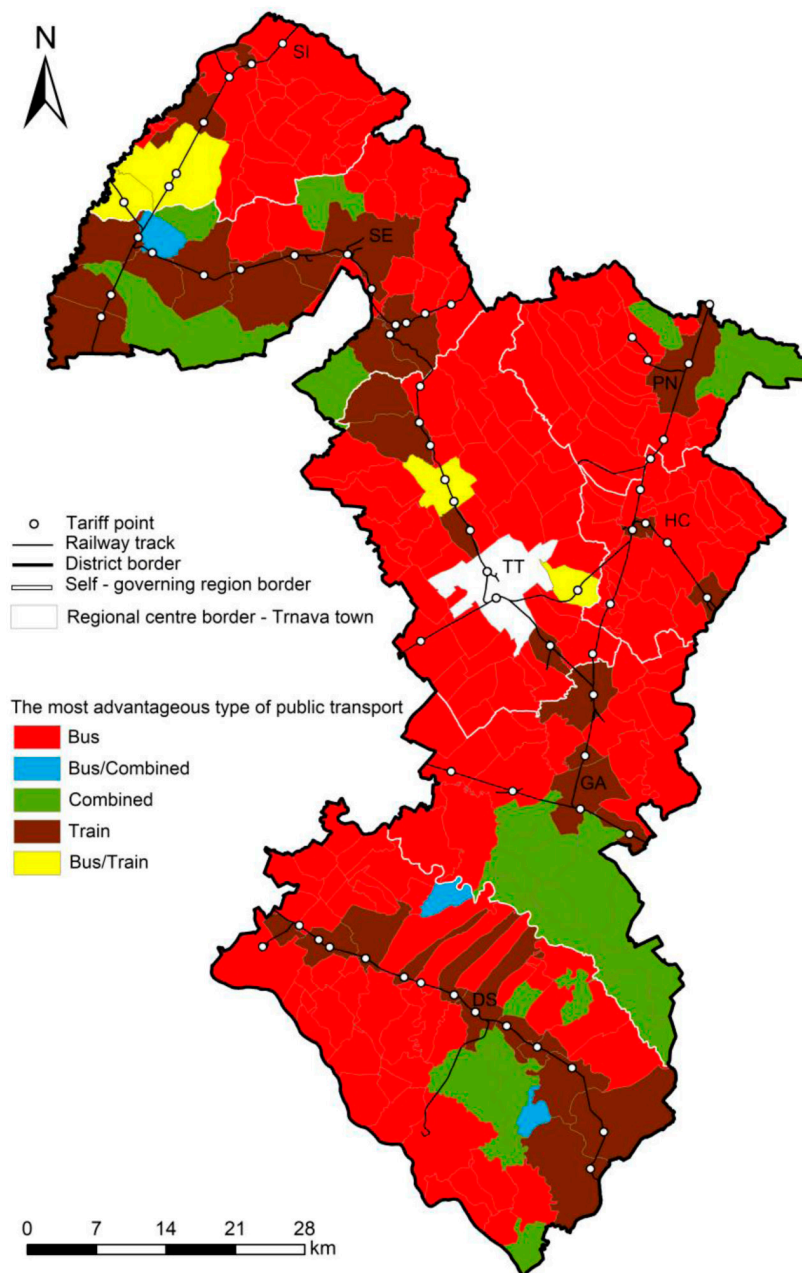 N
SI
SE
PN
HC
TT
GA
DS
Tariff point
Railway track
District border
Self - governing region border
Regional centre border - Trnava town
The most advantageous type of public transport
Bus
Bus/Combined
Combined
Train
Bus/Train
0 7 14 21 28
km